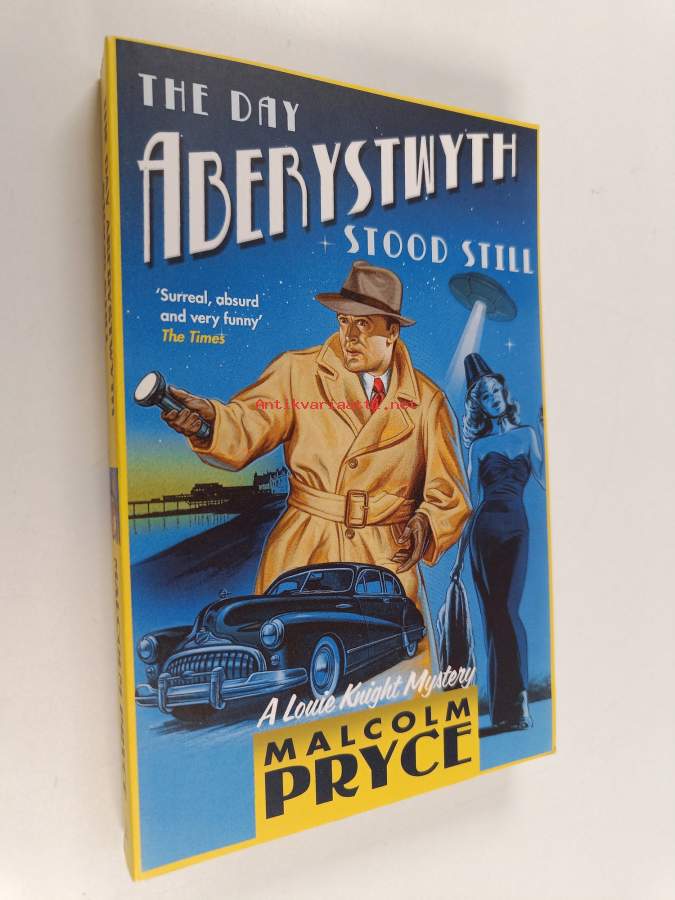 THE DAY
ABERYSTWYTH
STOOD STILL
'Surreal, absurd
and very funny'
The Times
Antikvariaatti.net
A Louie Knight Mystery
MALCOLM
PRYCE